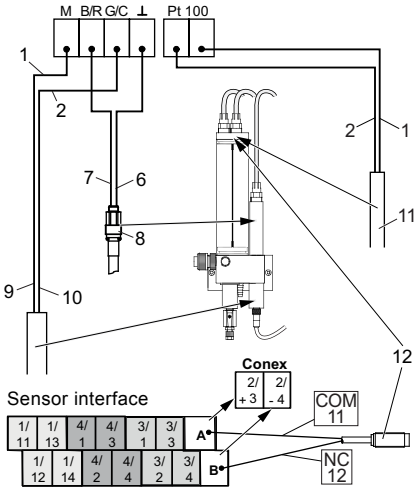 M B/R G/C ⊥ Pt 100
1
2
2 1
7 6
8
11
9 10
12
Conex
2/ 2/
+ 3 - 4
COM
11
Sensor interface
1/ 1/ 4/ 4/ 3/ 3/ A
11 13 1 3 1 3
1/ 1/ 4/ 4/ 3/ 3/ B
12 14 2 4 2 4
NC
12